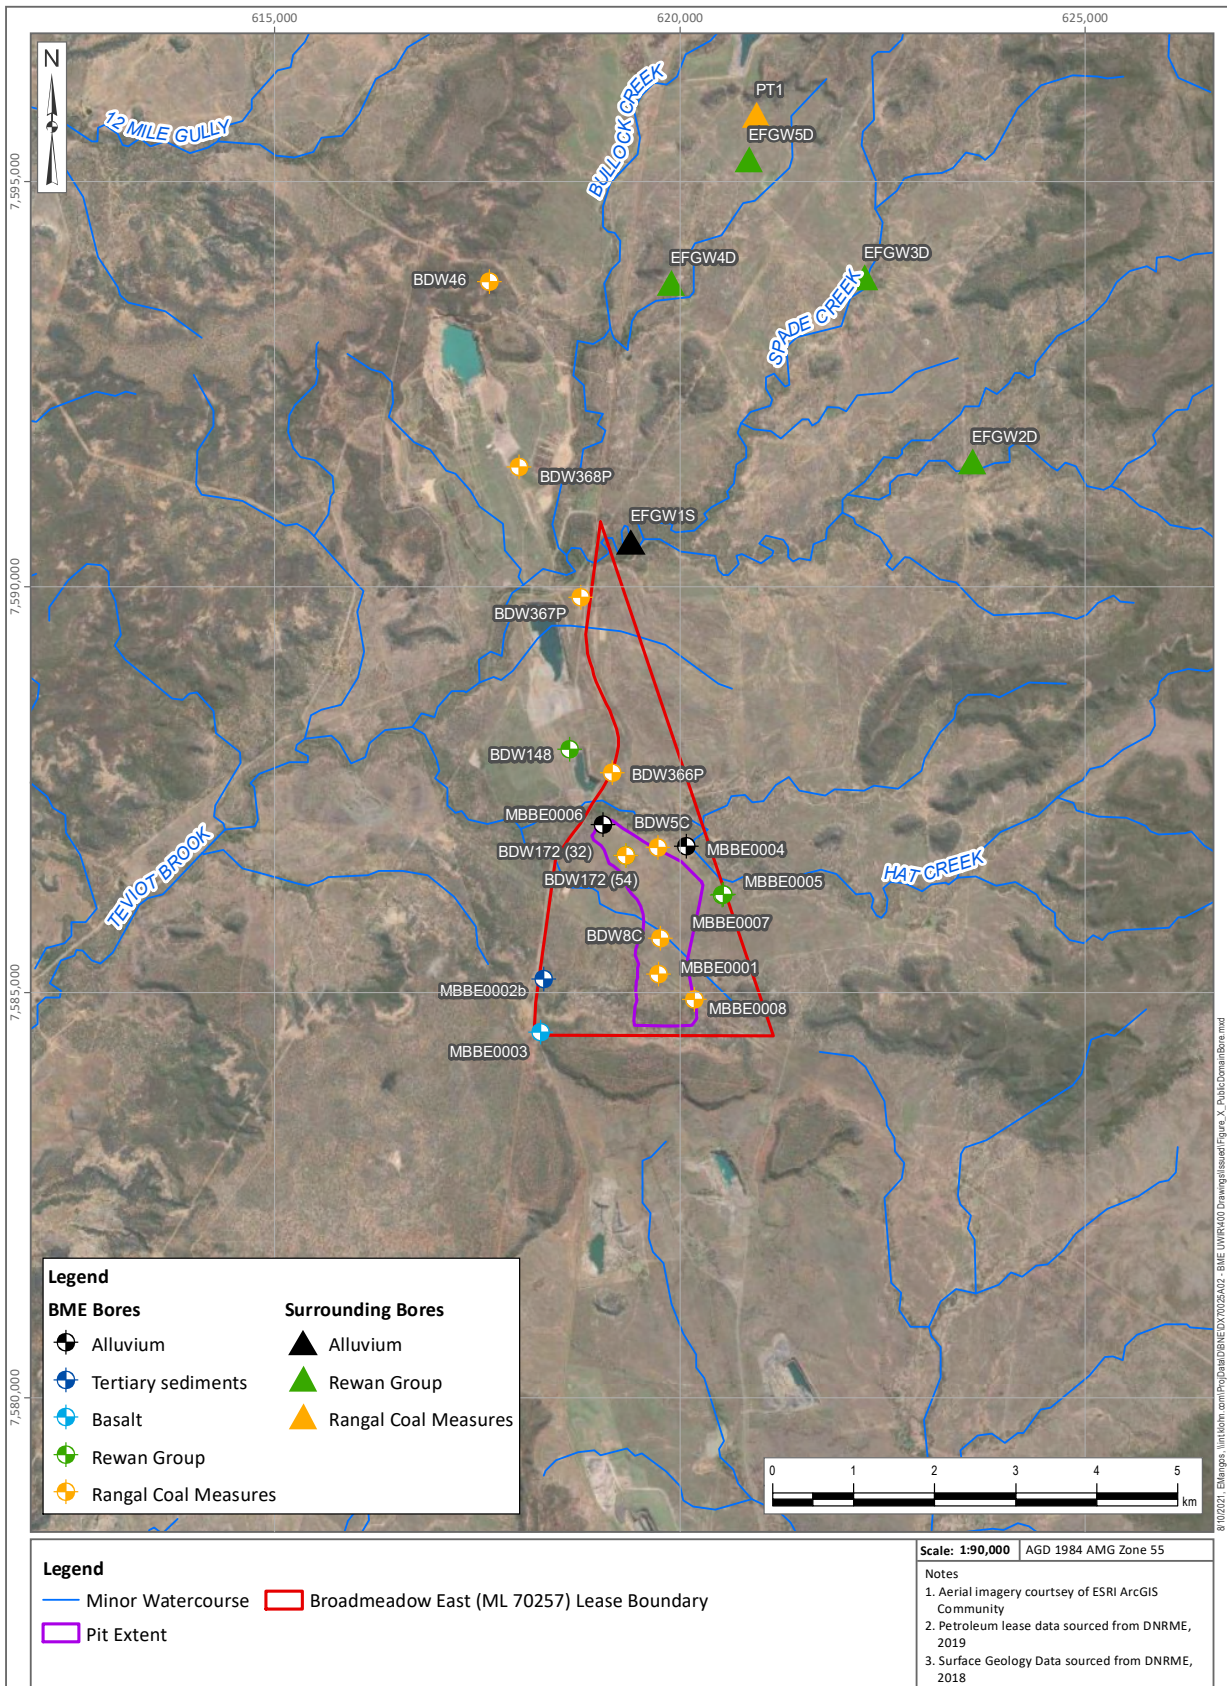 615,000
620,000
625,000
N
12 MILE GULLY
BULLOCK CREEK
PT1
EFGW5D
7,595,000
EFGW4D
EFGW3D
BDW46
SPADE CREEK
EFGW2D
BDW368P
EFGW1S
7,590,000
BDW367P
BDW148
BDW366P
MBBE0006
BDW5C
MBBE0004
BDW172 (32)
TEVIOT BROOK
HAT CREEK
BDW172 (54)
MBBE0005
MBBE0007
BDW8C
MBBE0001
7,585,000
MBBE0002b
MBBE0008
MBBE0003
7,580,000
Legend
BME Bores
Surrounding Bores
Alluvium
Alluvium
Tertiary sediments
Rewan Group
Basalt
Rangal Coal Measures
Rewan Group
Rangal Coal Measures
0 1 2 3 4 5
km
Legend
Minor Watercourse
Broadmeadow East (ML 70257) Lease Boundary
Pit Extent
Scale: 1:90,000
AGD 1984 AMG Zone 55
Notes
1. Aerial imagery courtsey of ESRI ArcGIS
Community
2. Petroleum lease data sourced from DNRME,
2019
3. Surface Geology Data sourced from DNRME,
2018